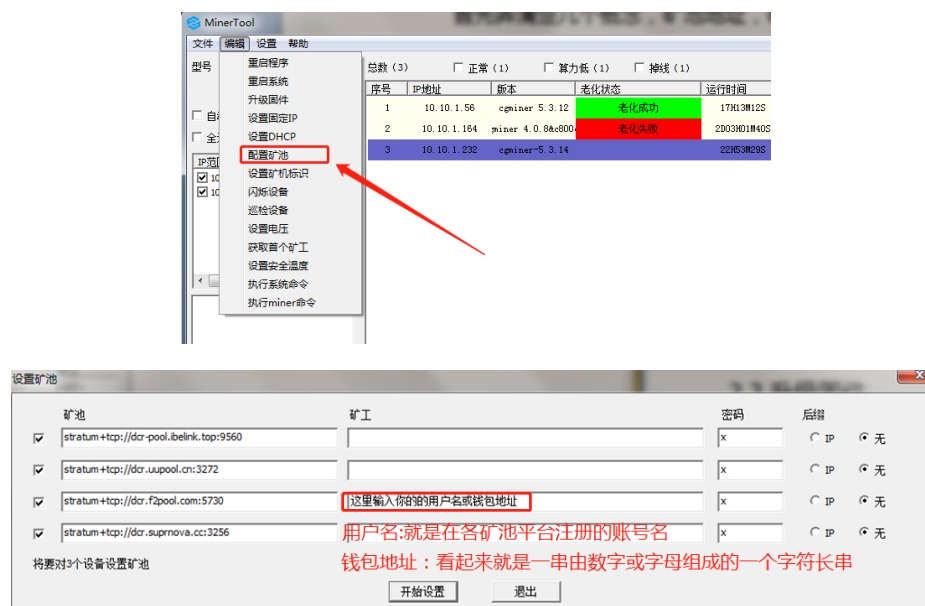 MinerTool
文件 编辑 设置 帮助
型号
重启程序
重启系统
升级固件
设置固定IP
设置DHCP
配置矿池
设置矿机标识
闪烁设备
巡检设备
设置电压
获取首个矿工
设置安全温度
执行系统命令
执行miner命令
总数 (3) 正常 (1) 算力低 (1) 掉线 (1)
序号 IP地址 版本 老化状态 运行时间
1 10.10.1.56 cgminer 5.3.12 老化成功 17H13M12S
2 10.10.1.164 miner 4.0.8&c800 老化失败 2D03H01M40S
3 10.10.1.232 cgminer-5.3.14 22H53M29S
设置矿池
矿池 矿工 密码 后缀
stratum+tcp://dcr-pool.ibelink.top:9560 x IP 无
stratum+tcp://dcr.uupool.cn:3272 x IP 无
stratum+tcp://dcr.f2pool.com:5730 这里输入你的的用户名或钱包地址 x IP 无
stratum+tcp://dcr.suprnova.cc:3256 用户名:就是在各矿池平台注册的账号名 x IP 无
将要对3个设备设置矿池 钱包地址：看起来就是一串由数字或字母组成的一个字符长串
开始设置 退出